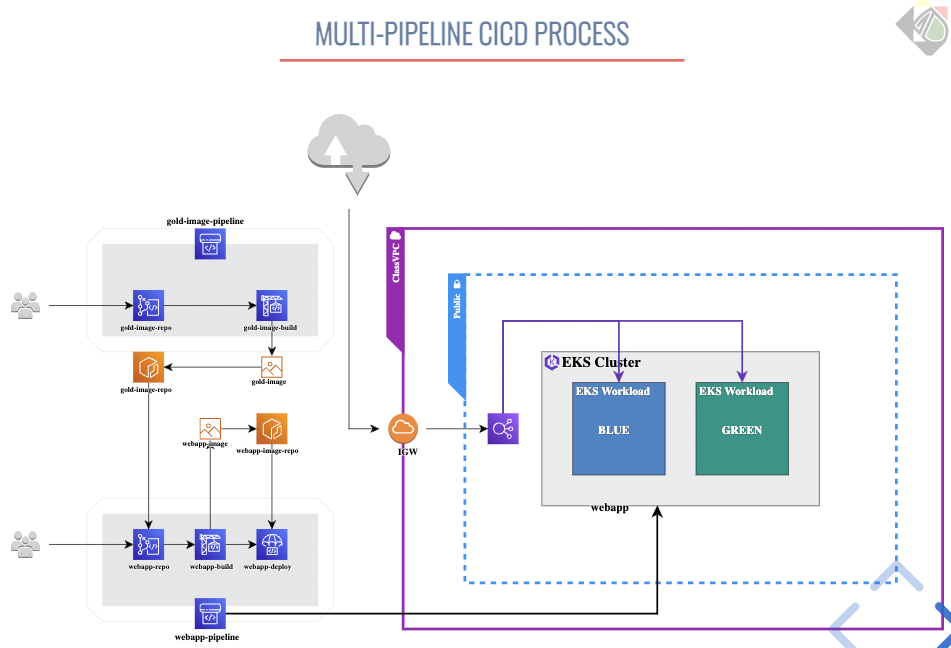 MULTI-PIPELINE CICD PROCESS
gold-image-pipeline
gold-image-repo
gold-image-build
gold-image-repo
gold-image
webapp-image
webapp-image-repo
webapp-repo
webapp-build
webapp-deploy
webapp-pipeline
ClassVPC
Public
IGW
EKS Cluster
EKS Workload
BLUE
EKS Workload
GREEN
webapp